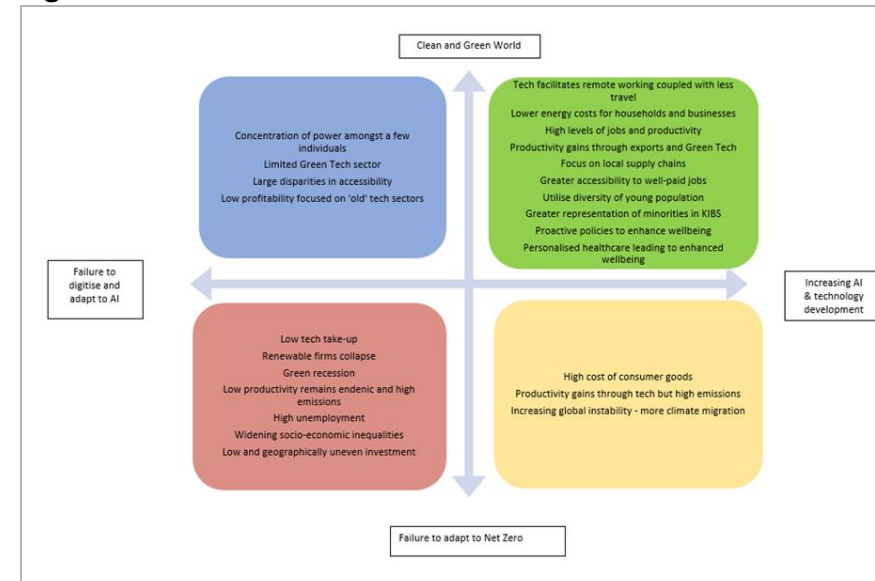 Clean and Green World
Concentration of power amongst a few
individuals
Limited Green Tech sector
Large disparities in accessibility
Low profitability focused on 'old' tech sectors
Tech facilitates remote working coupled with less
travel
Lower energy costs for households and businesses
High levels of jobs and productivity
Productivity gains through exports and Green Tech
Focus on local supply chains
Greater accessibility to well-paid jobs
Utilise diversity of young population
Greater representation of minorities in KIBS
Proactive policies to enhance wellbeing
Personalised healthcare leading to enhanced
wellbeing
Failure to
digitise and
adapt to AI
Increasing AI
& technology
development
Low tech take-up
Renewable firms collapse
Green recession
Low productivity remains endenic and high
emissions
High unemployment
Widening socio-economic inequalities
Low and geographically uneven investment
High cost of consumer goods
Productivity gains through tech but high emissions
Increasing global instability - more climate migration
Failure to adapt to Net Zero